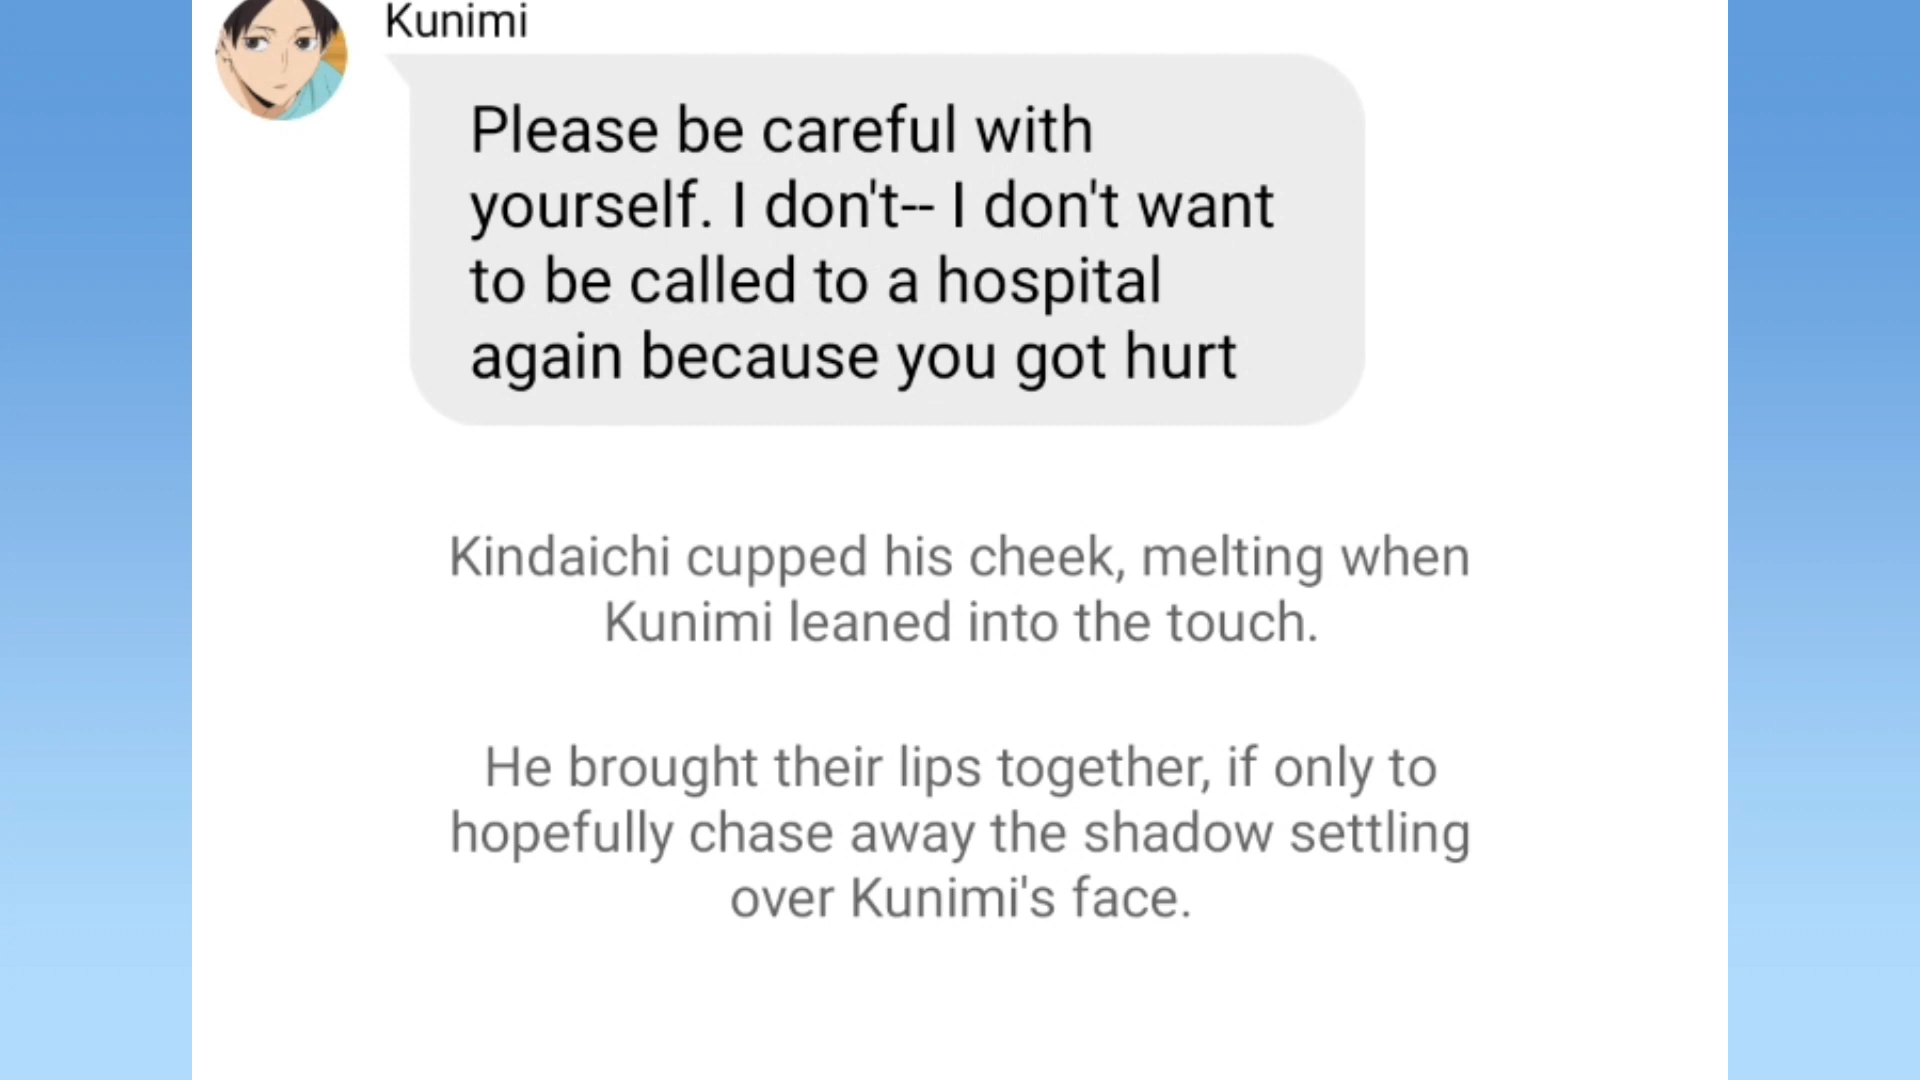 Kunimi
Please be careful with
yourself. I don't-- I don't want
to be called to a hospital
again because you got hurt
Kindaichi cupped his cheek, melting when
Kunimi leaned into the touch.
He brought their lips together, if only to
hopefully chase away the shadow settling
over Kunimi's face.